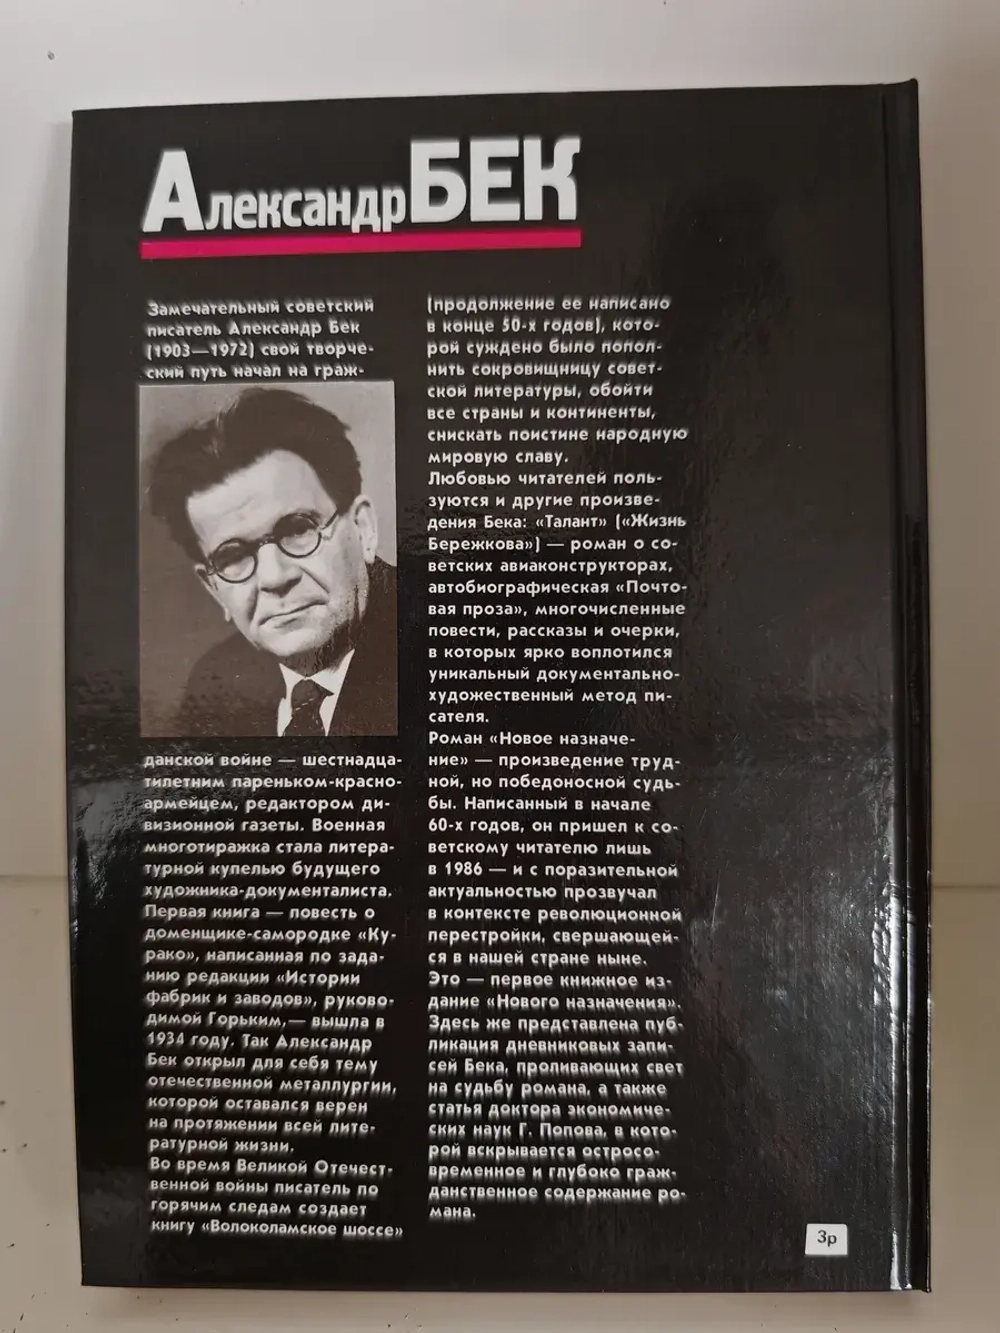 Александр БЕК
Замечательный советский
писатель Александр Бек
(1903—1972) свой творче-
ский путь начал на граж-
данской войне — шестнадца-
тилетним пареньком-красно-
армейцем, редактором ди-
визионной газеты. Военная
многотиражка стала литера-
турной купелью будущего
художника-документалиста.
Первая книга — повесть о
доменщике-самородке «Ку-
рако», написанная по зада-
нию редакции «Истории
фабрик и заводов», руково-
димой Горьким,— вышла в
1934 году. Так Александр
Бек открыл для себя тему
отечественной металлургии,
которой оставался верен
на протяжении всей лите-
ратурной жизни.
Во время Великой Отечест-
венной войны писатель по
горячим следам создает
книгу «Волоколамское шоссе»
(продолжение ее написано
в конце 50-х годов), кото-
рой суждено было попол-
нить сокровищницу совет-
ской литературы, обойти
все страны и континенты,
снискать поистине народную
мировую славу.
Любовью читателей поль-
зуются и другие произве-
дения Бека: «Талант» («Жизнь
Бережкова») — роман о со-
ветских авиаконструкторах,
автобиографическая «Почто-
вая проза», многочисленные
повести, рассказы и очерки,
в которых ярко воплотился
уникальный документально-
художественный метод пи-
сателя.
Роман «Новое назначе-
ние» — произведение труд-
ной, но победоносной судь-
бы. Написанный в начале
60-х годов, он пришел к со-
ветскому читателю лишь
в 1986 — и с поразительной
актуальностью прозвучал
в контексте революционной
перестройки, свершающей-
ся в нашей стране ныне.
Это — первое книжное из-
дание «Нового назначения».
Здесь же представлена пуб-
ликация дневниковых запи-
сей Бека, проливающих свет
на судьбу романа, а также
статья доктора экономиче-
ских наук Г. Попова, в кото-
рой вскрывается остросо-
временное и глубоко граж-
данственное содержание ро-
мана.
3р